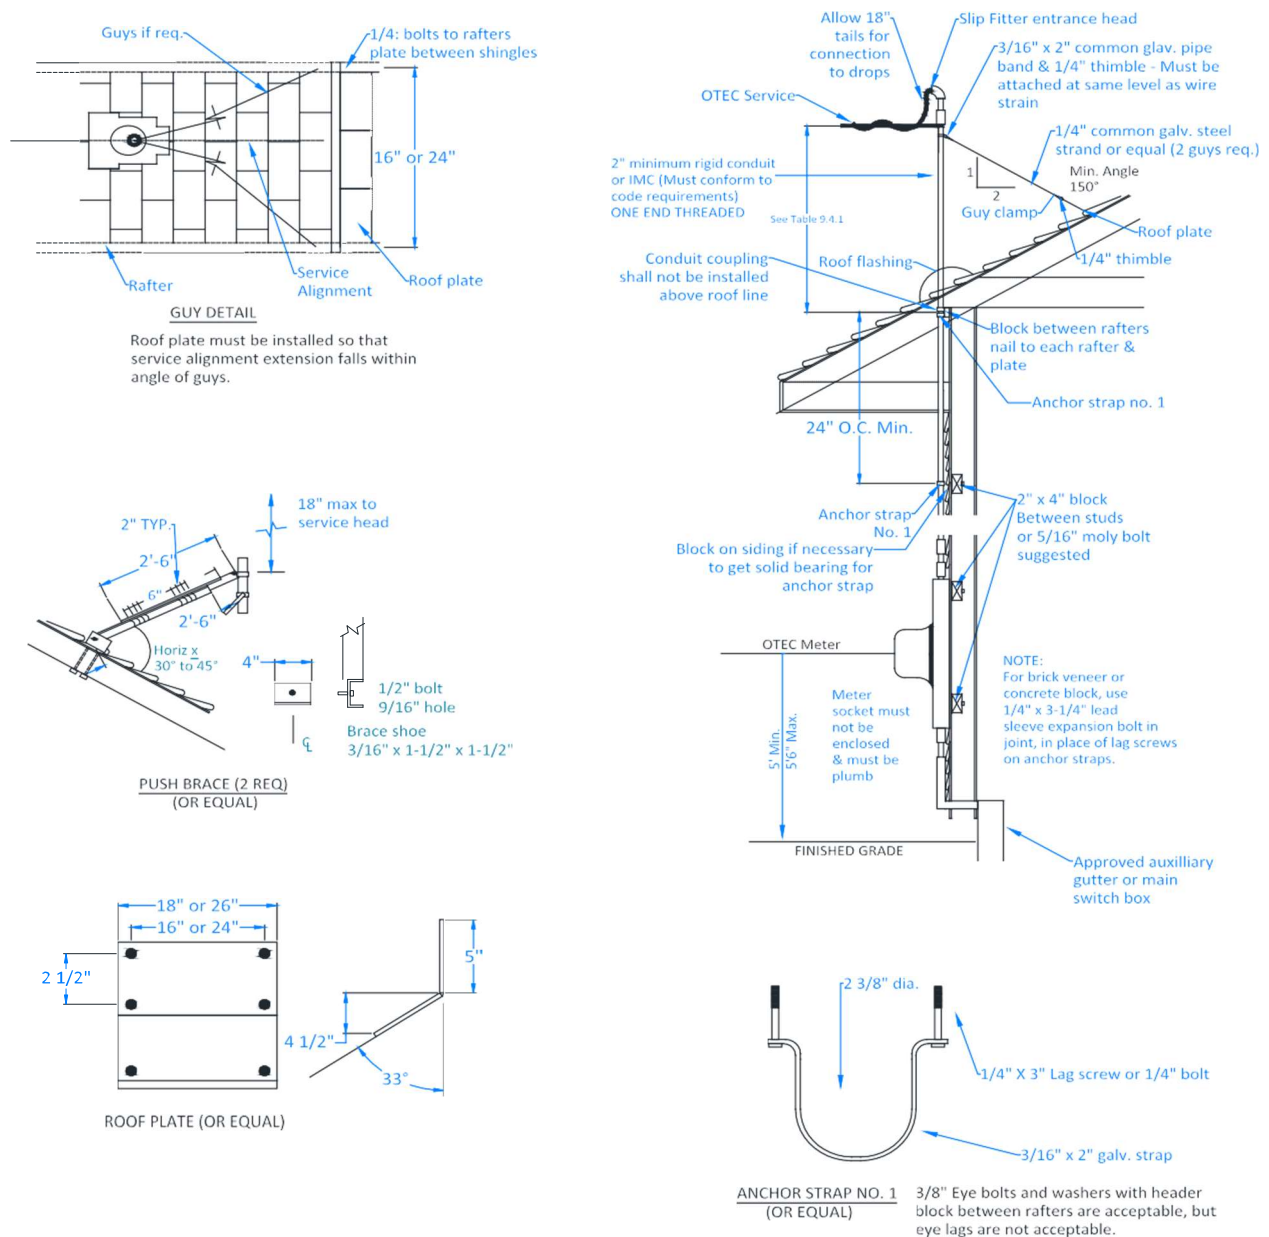 Guys if req.
1/4: bolts to rafters
plate between shingles
16" or 24"
Rafter
Service
Alignment
Roof plate
GUY DETAIL
Roof plate must be installed so that
service alignment extension falls within
angle of guys.
Allow 18"
tails for
connection
to drops
Slip Fitter entrance head
3/16" x 2" common glav. pipe
band & 1/4" thimble - Must be
attached at same level as wire
strain
OTEC Service
1/4" common galv. steel
strand or equal (2 guys req.)
2" minimum rigid conduit
or IMC (Must conform to
code requirements)
ONE END THREADED
1
2
Min. Angle
150°
Guy clamp
See Table 9.4.1
Roof plate
1/4" thimble
Conduit coupling
shall not be installed
above roof line
Roof flashing
Block between rafters
nail to each rafter &
plate
Anchor strap no. 1
24" O.C. Min.
Anchor strap
No. 1
2" x 4" block
Between studs
or 5/16" moly bolt
suggested
Block on siding if necessary
to get solid bearing for
anchor strap
OTEC Meter
Meter
socket must
not be
enclosed
& must be
plumb
5' Min.
5'6" Max.
NOTE:
For brick veneer or
concrete block, use
1/4" x 3-1/4" lead
sleeve expansion bolt in
joint, in place of lag screws
on anchor straps.
FINISHED GRADE
Approved auxilliary
gutter or main
switch box
18" max to
service head
2" TYP.
2'-6"
6"
2'-6"
Horiz x
30° to 45°
4"
1/2" bolt
9/16" hole
Brace shoe
3/16" x 1-1/2" x 1-1/2"
CL
PUSH BRACE (2 REQ)
(OR EQUAL)
18" or 26"
16" or 24"
2 1/2"
5"
4 1/2"
33°
ROOF PLATE (OR EQUAL)
2 3/8" dia.
1/4" X 3" Lag screw or 1/4" bolt
3/16" x 2" galv. strap
ANCHOR STRAP NO. 1
(OR EQUAL)
3/8" Eye bolts and washers with header
block between rafters are acceptable, but
eye lags are not acceptable.